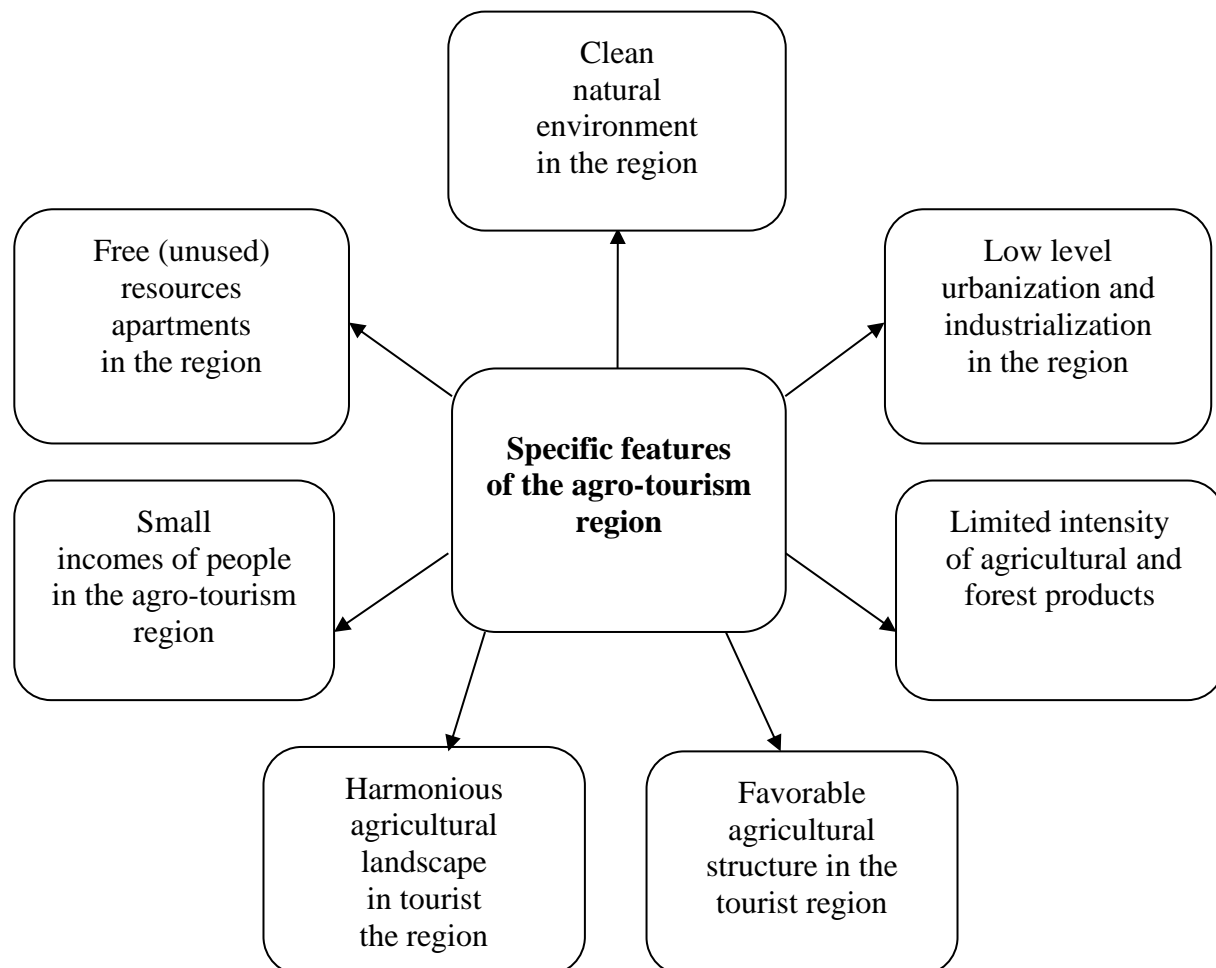 Clean
natural
environment
in the region
Free (unused)
resources
apartments
in the region
Low level
urbanization and
industrialization
in the region
Specific features
of the agro-tourism
region
Small
incomes of people
in the agro-tourism
region
Limited intensity
of agricultural and
forest products
Harmonious
agricultural
landscape
in tourist
the region
Favorable
agricultural
structure in the
tourist region